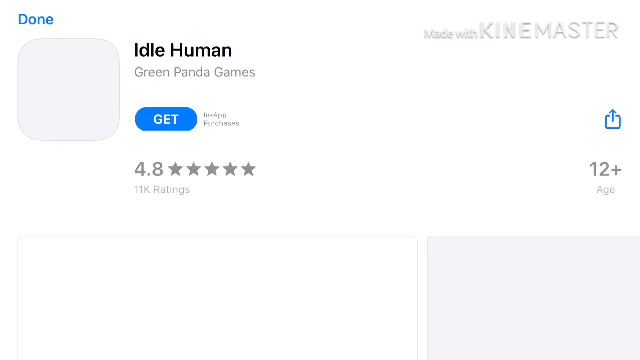 Done
Made with KINEMASTER
Idle Human
Green Panda Games
GET
In-App
Purchases
4.8
12+
11K Ratings
Age